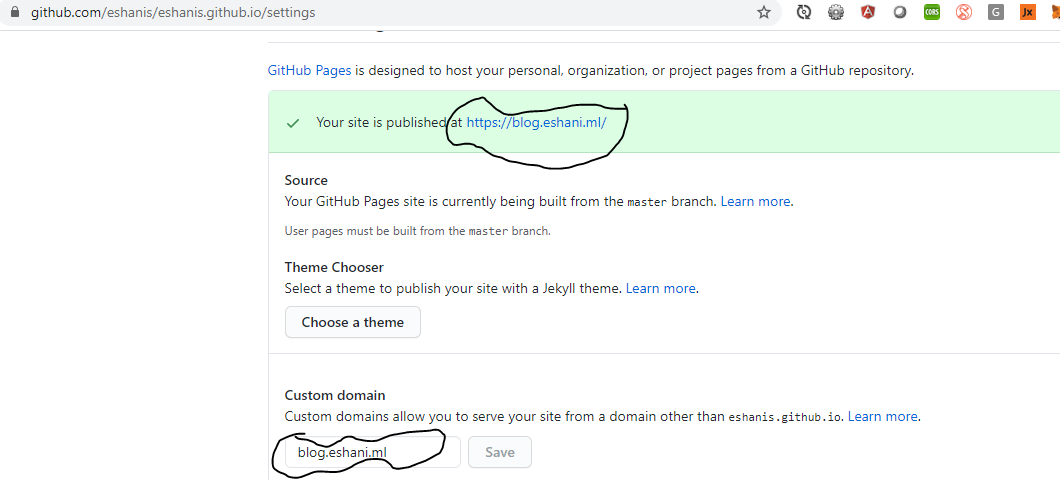 github.com/eshanis/eshanis.github.io/settings
CORS
G
Jx
GitHub Pages is designed to host your personal, organization, or project pages from a GitHub repository.
Your site is published at https://blog.eshani.ml/
Source
Your GitHub Pages site is currently being built from the master branch. Learn more.
User pages must be built from the master branch.
Theme Chooser
Select a theme to publish your site with a Jekyll theme. Learn more.
Choose a theme
Custom domain
Custom domains allow you to serve your site from a domain other than eshanis.github.io. Learn more.
blog.eshani.ml
Save